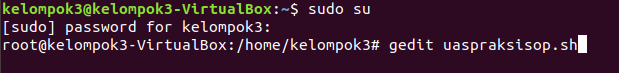 kelompok3@kelompok3-VirtualBox:~$ sudo su
[sudo] password for kelompok3:
root@kelompok3-VirtualBox:/home/kelompok3# gedit uaspraksisop.sh